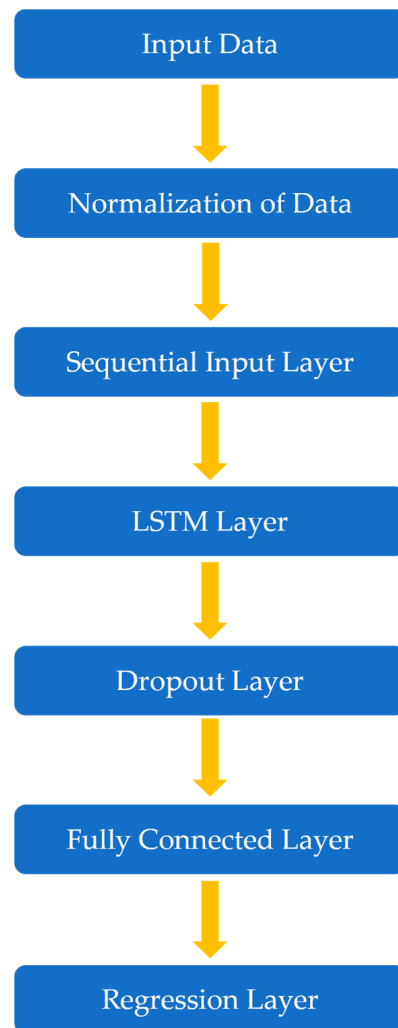 Input Data
Normalization of Data
Sequential Input Layer
LSTM Layer
Dropout Layer
Fully Connected Layer
Regression Layer